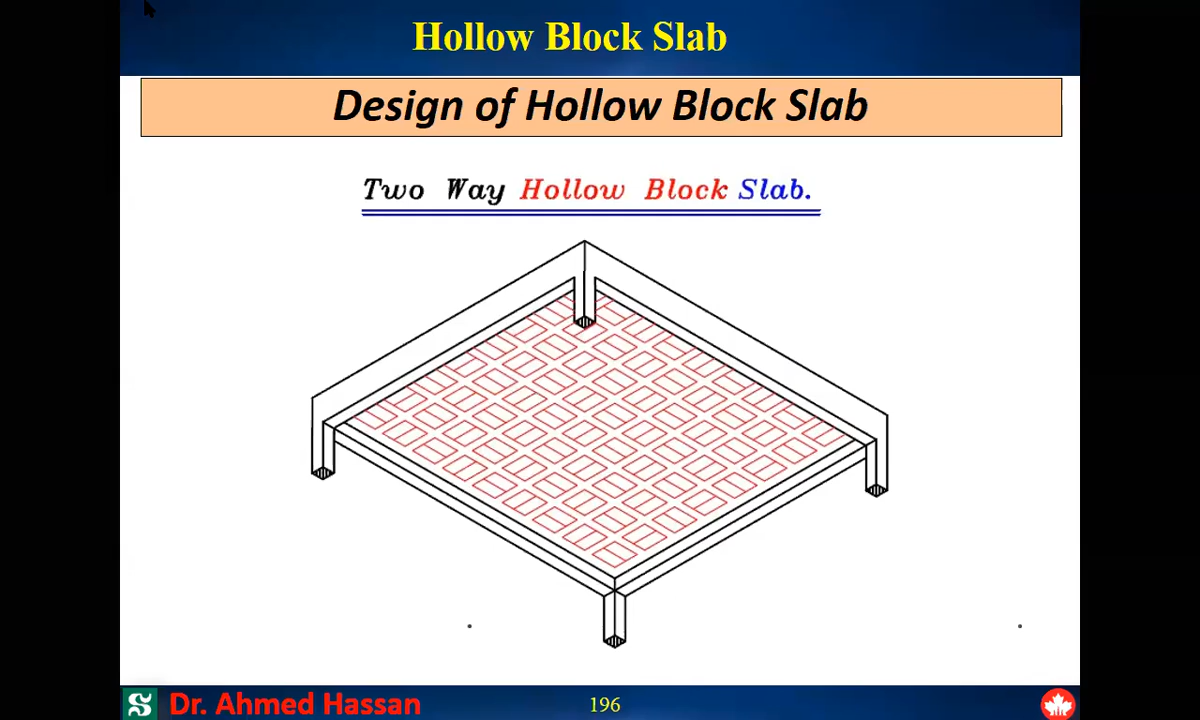 Hollow Block Slab
Design of Hollow Block Slab
Two Way Hollow Block Slab.
Dr. Ahmed Hassan
196